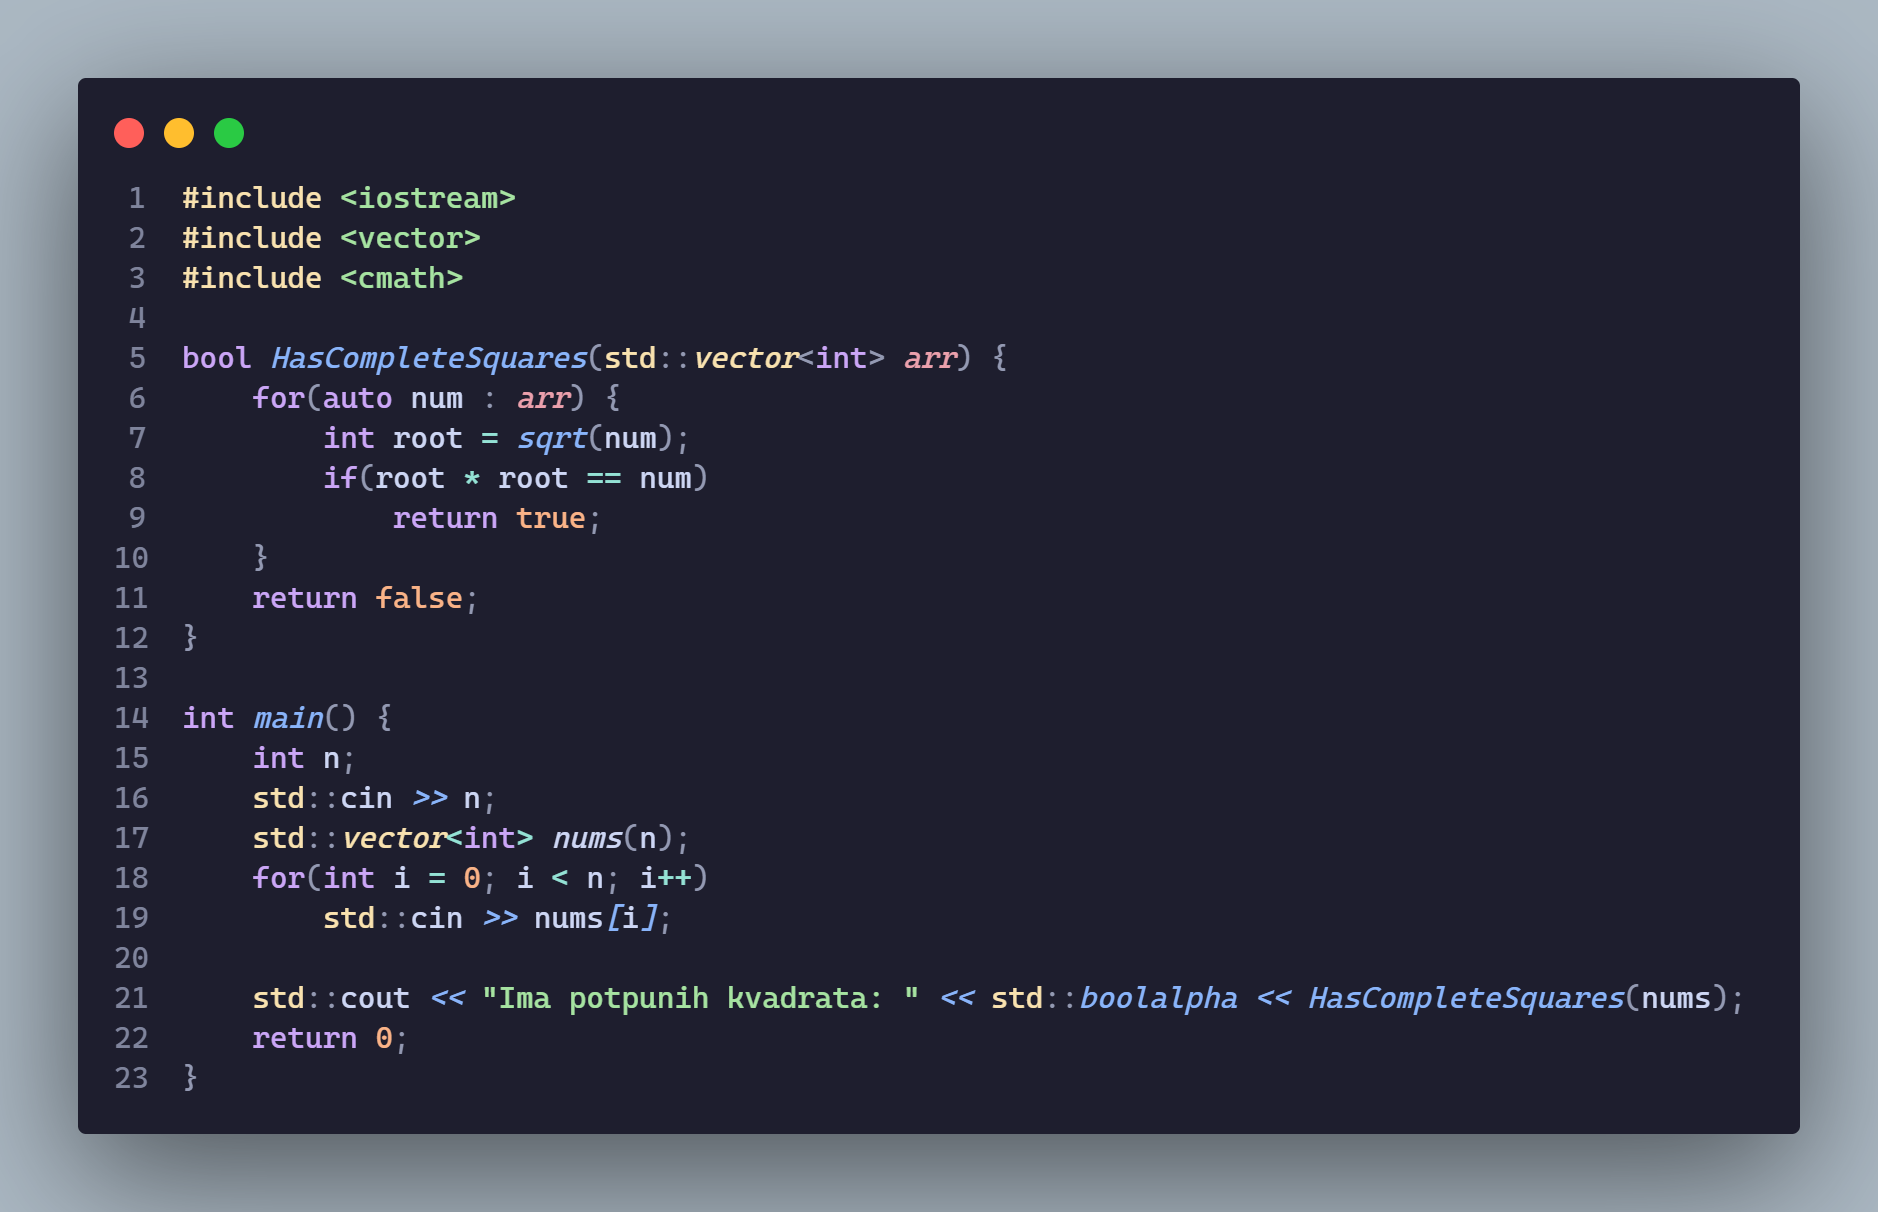 1 #include <iostream>
2 #include <vector>
3 #include <cmath>
4
5 bool HasCompleteSquares(std::vector<int> arr) {
6     for(auto num : arr) {
7         int root = sqrt(num);
8         if(root * root == num)
9             return true;
10     }
11     return false;
12 }
13
14 int main() {
15     int n;
16     std::cin >> n;
17     std::vector<int> nums(n);
18     for(int i = 0; i < n; i++)
19         std::cin >> nums[i];
20
21     std::cout << "Ima potpunih kvadrata: " << std::boolalpha << HasCompleteSquares(nums);
22     return 0;
23 }